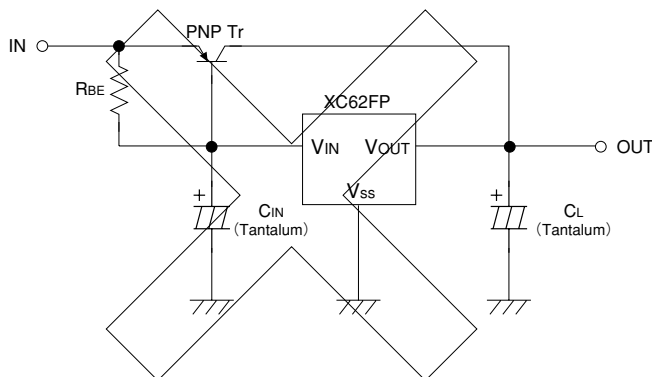 PNP Tr
IN
RBE
XC62FP
VIN VOUT
OUT
Vss
+
CIN
(Tantalum)
+
CL
(Tantalum)